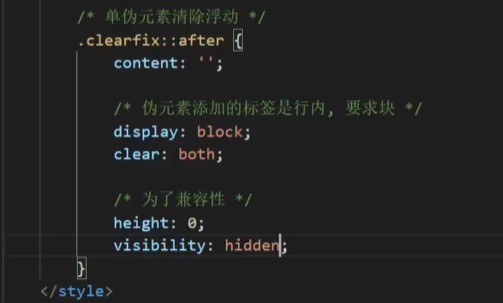 /* 单伪元素清除浮动 */
.clearfix::after {
content: '';
/* 伪元素添加的标签是行内, 要求块 */
display: block;
clear: both;
/* 为了兼容性 */
height: 0;
visibility: hidden;
}
</style>